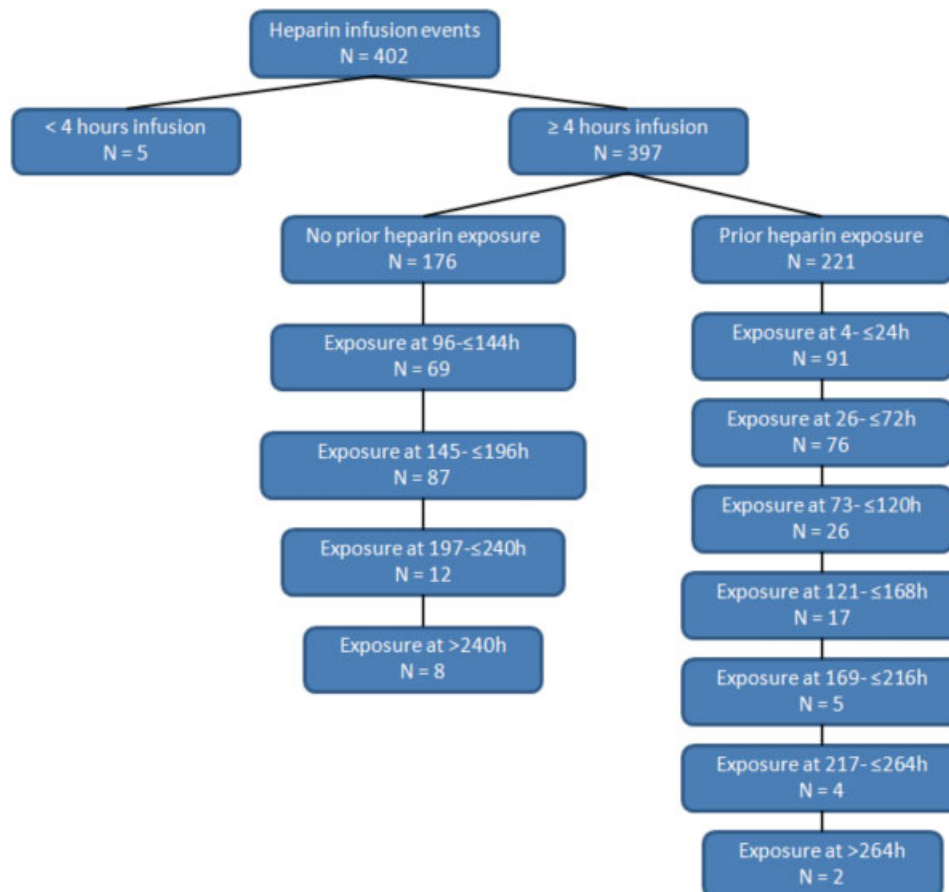 Heparin infusion events
N = 402
< 4 hours infusion
N = 5
≥ 4 hours infusion
N = 397
No prior heparin exposure
N = 176
Exposure at 96-≤144h
N = 69
Exposure at 145- ≤196h
N = 87
Exposure at 197-≤240h
N = 12
Exposure at >240h
N = 8
Prior heparin exposure
N = 221
Exposure at 4- ≤24h
N = 91
Exposure at 26- ≤72h
N = 76
Exposure at 73- ≤120h
N = 26
Exposure at 121- ≤168h
N = 17
Exposure at 169- ≤216h
N = 5
Exposure at 217- ≤264h
N = 4
Exposure at >264h
N = 2